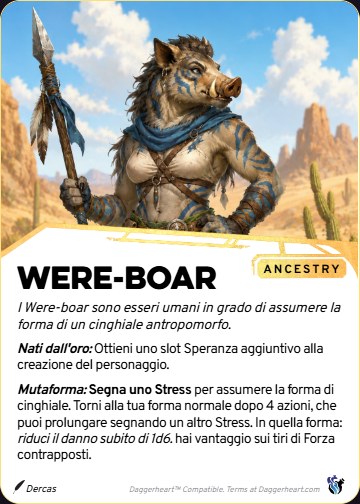 WERE-BOAR
ANCESTRY
I Were-boar sono esseri umani in grado di assumere la
forma di un cinghiale antropomorfo.
Nati dall'oro: Ottieni uno slot Speranza aggiuntivo alla
creazione del personaggio.
Mutaforma: Segna uno Stress per assumere la forma di
cinghiale. Torni alla tua forma normale dopo 4 azioni, che
puoi prolungare segnando un altro Stress. In quella forma:
riduci il danno subito di 1d6. hai vantaggio sui tiri di Forza
contrapposti.
Dercas
Daggerheart™ Compatible. Terms at Daggerheart.com